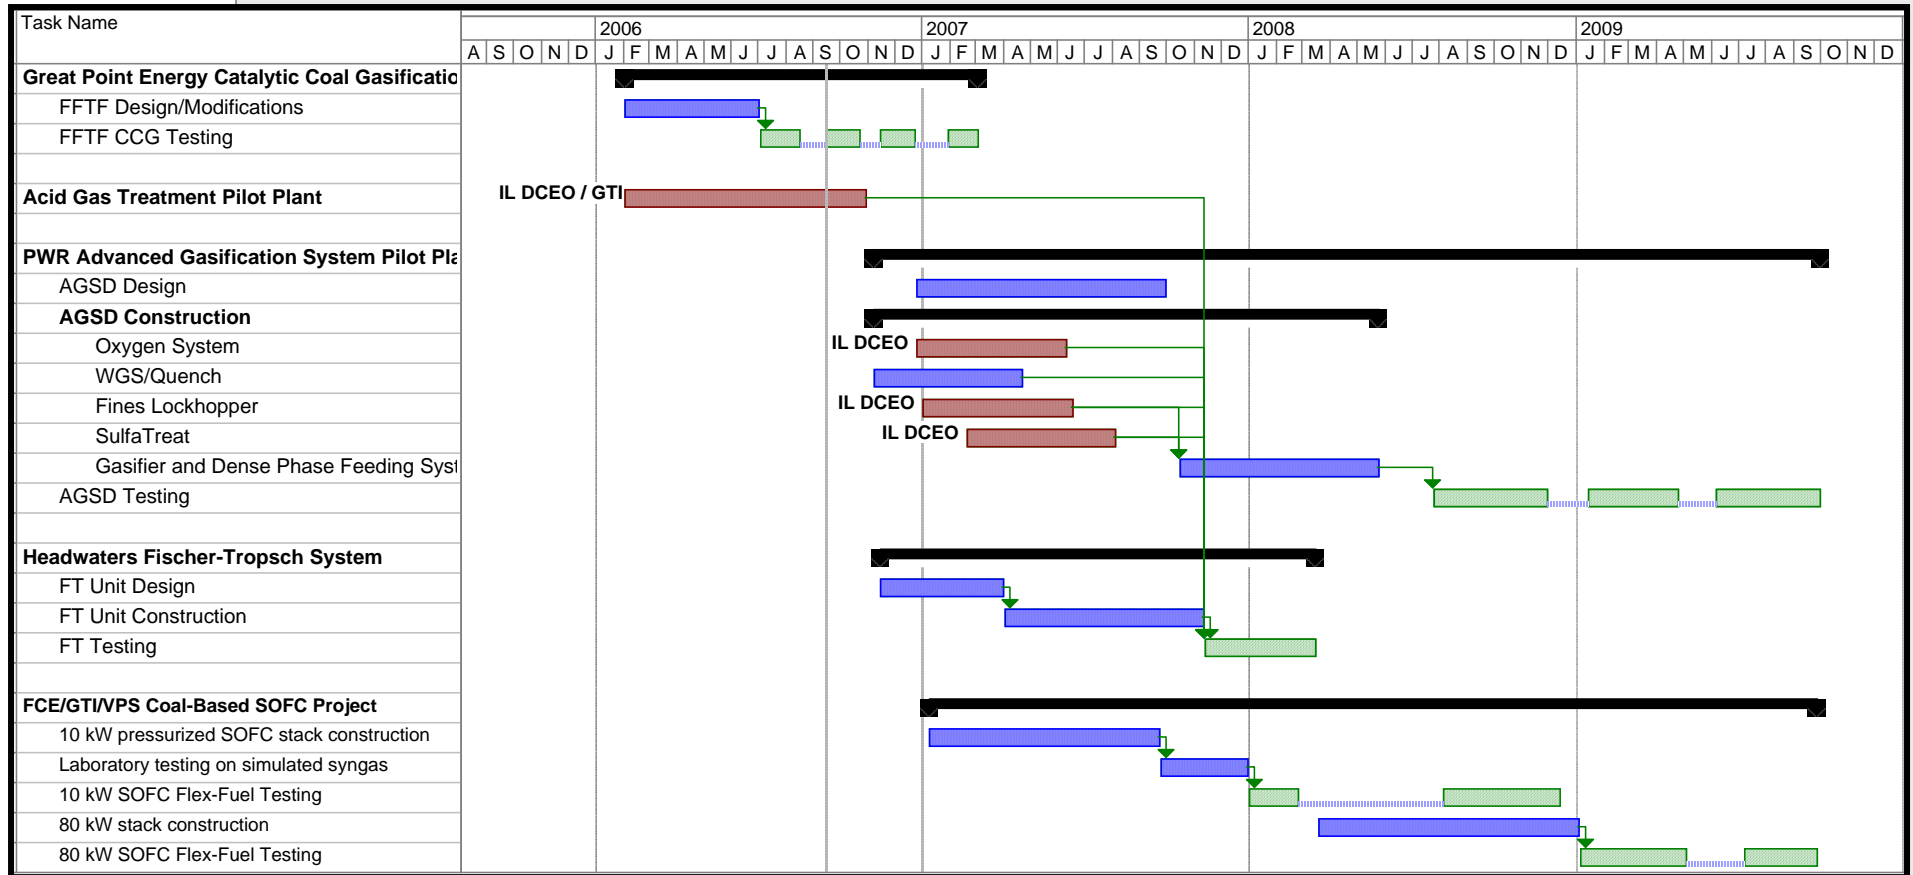 Task Name
2006 2007 2008 2009
A S O N D J F M A M J J A S O N D J F M A M J J A S O N D J F M A M J J A S O N D J F M A M J J A S O N D
Great Point Energy Catalytic Coal Gasificatio
FFTF Design/Modifications
FFTF CCG Testing
Acid Gas Treatment Pilot Plant IL DCEO / GTI
PWR Advanced Gasification System Pilot Pla
AGSD Design
AGSD Construction
Oxygen System IL DCEO
WGS/Quench
Fines Lockhopper IL DCEO
SulfaTreat IL DCEO
Gasifier and Dense Phase Feeding Syst
AGSD Testing
Headwaters Fischer-Tropsch System
FT Unit Design
FT Unit Construction
FT Testing
FCE/GTI/VPS Coal-Based SOFC Project
10 kW pressurized SOFC stack construction
Laboratory testing on simulated syngas
10 kW SOFC Flex-Fuel Testing
80 kW stack construction
80 kW SOFC Flex-Fuel Testing